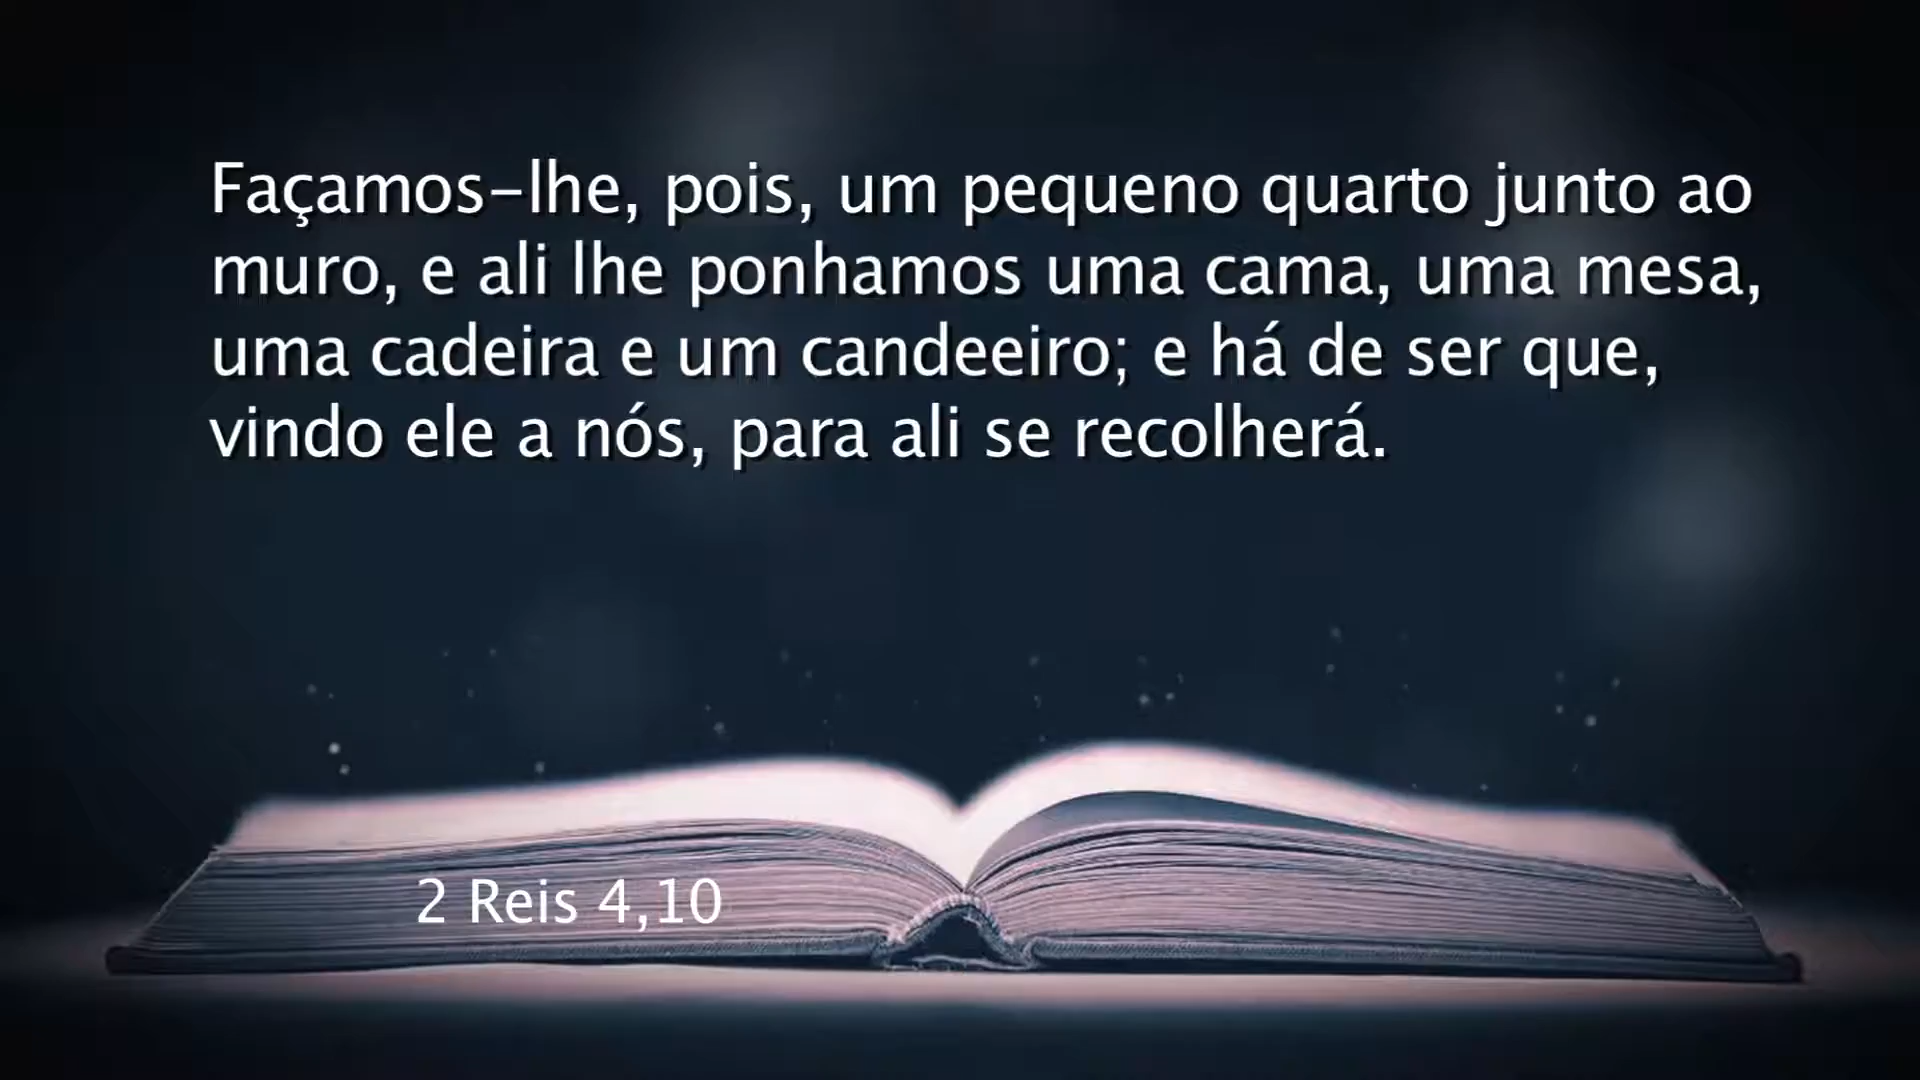 Façamos-lhe, pois, um pequeno quarto junto ao
muro, e ali lhe ponhamos uma cama, uma mesa,
uma cadeira e um candeeiro; e há de ser que,
vindo ele a nós, para ali se recolherá.
2 Reis 4,10